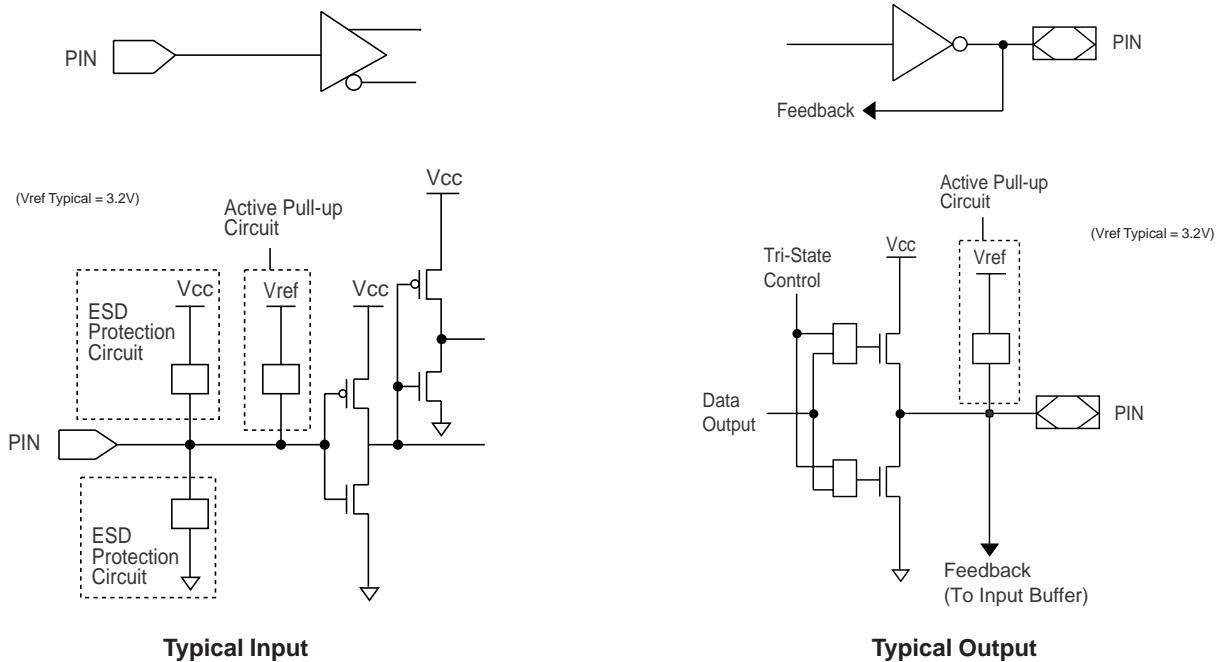 PIN
PIN
Feedback
(Vref Typical = 3.2V)
Active Pull-up
Circuit
Vcc
ESD
Protection
Circuit
Vcc
Vref
Vcc
PIN
ESD
Protection
Circuit
Typical Input
Active Pull-up
Circuit
(Vref Typical = 3.2V)
Tri-State
Control
Vcc
Vref
Data
Output
PIN
Feedback
(To Input Buffer)
Typical Output